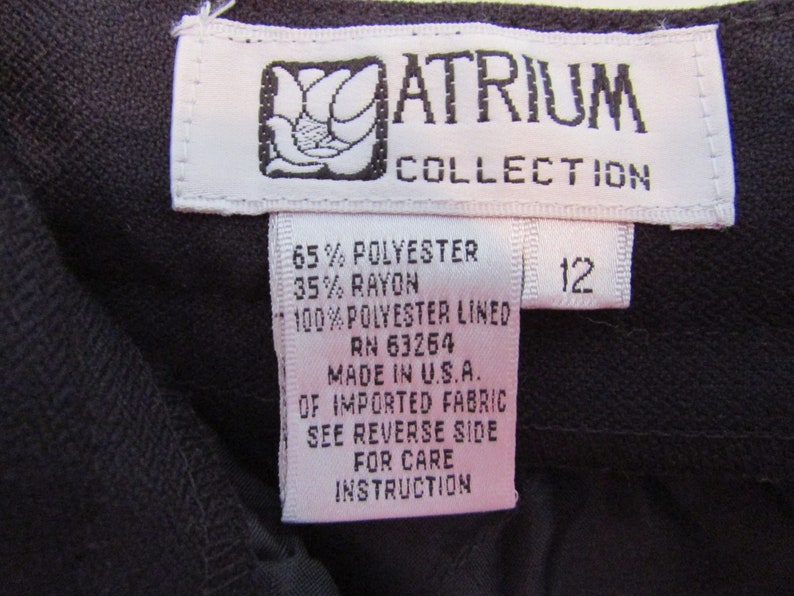 ATRIUM
COLLECTION
65% POLYESTER
35% RAYON
100% POLYESTER LINED
RN 63264
MADE IN U.S.A.
OF IMPORTED FABRIC
SEE REVERSE SIDE
FOR CARE
INSTRUCTION
12